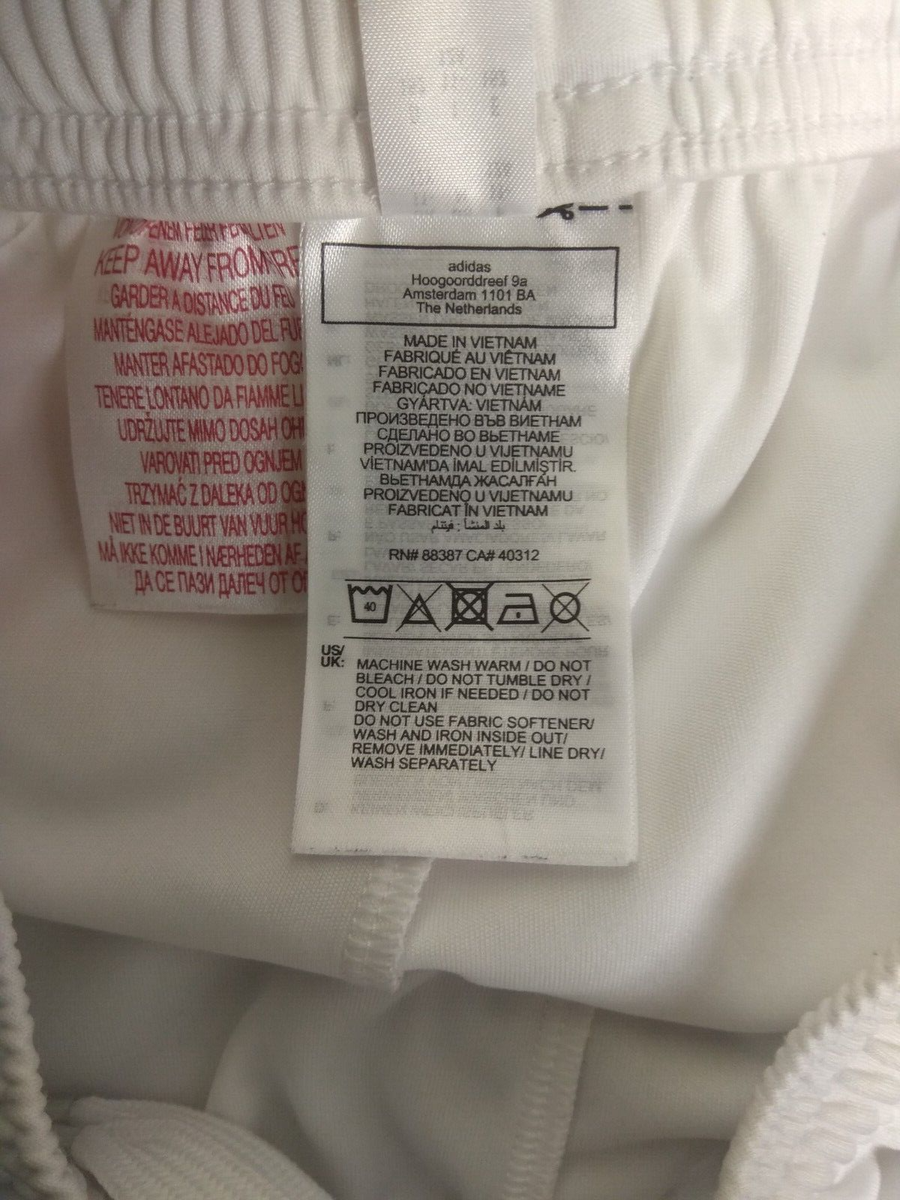 KEEP AWAY FROM
GARDER A DISTANCE DU FEU
MANTÉNGASE ALEJADO DEL
MANTER AFASTADO DO
TENERE LONTANO DA FIAMME
UDRŽUJTE MIMO DOSAH
VAROVATI PRED OGNJEM
TRZYMAĆ Z DALEKA OD
NIET IN DE BUURT VAN VUUR
MÅ IKKE KOMME I NÆRHEDEN AF
ДА СЕ ПАЗИ ДАЛЕЧ ОТ
adidas
Hoogoorddreef 9a
Amsterdam 1101 BA
The Netherlands
MADE IN VIETNAM
FABRIQUÉ AU VIÊTNAM
FABRICADO EN VIETNAM
FABRICADO NO VIETNAME
GYÁRTVA: VIETNÁM
ПРОИЗВЕДЕНО ВЪВ ВИЕТНАМ
СДЕЛАНО ВО ВЬЕТНАМЕ
PROIZVEDENO U VIJETNAMU
VİETNAM'DA İMAL EDİLMİŞTİR.
ВЬЕТНАМДА ЖАСАЛҒАН
PROIZVEDENO U VIJETNAMU
FABRICAT ÎN VIETNAM
بلد المنشأ : فيتنام
RN# 88387 CA# 40312
40
US/
UK: MACHINE WASH WARM / DO NOT
BLEACH / DO NOT TUMBLE DRY /
COOL IRON IF NEEDED / DO NOT
DRY CLEAN
DO NOT USE FABRIC SOFTENER/
WASH AND IRON INSIDE OUT/
REMOVE IMMEDIATELY/ LINE DRY/
WASH SEPARATELY